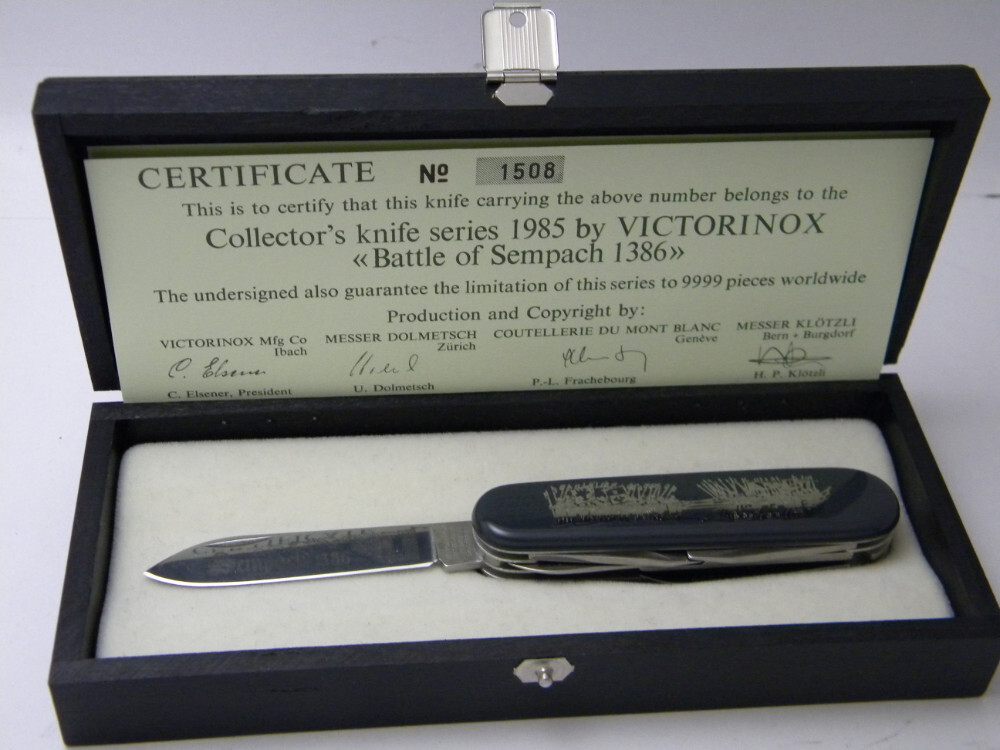 CERTIFICATE Nº 1508
This is to certify that this knife carrying the above number belongs to the
Collector's knife series 1985 by VICTORINOX
«Battle of Sempach 1386»
The undersigned also guarantee the limitation of this series to 9999 pieces worldwide
Production and Copyright by:
VICTORINOX Mfg Co MESSER DOLMETSCH COUTELLERIE DU MONT BLANC MESSER KLÖTZLI
Ibach Zürich Genève Bern + Burgdorf
C. Elsener
C. Elsener, President U. Dolmetsch P.-L. Frachebourg H. P. Klötzli
Sempach 1386